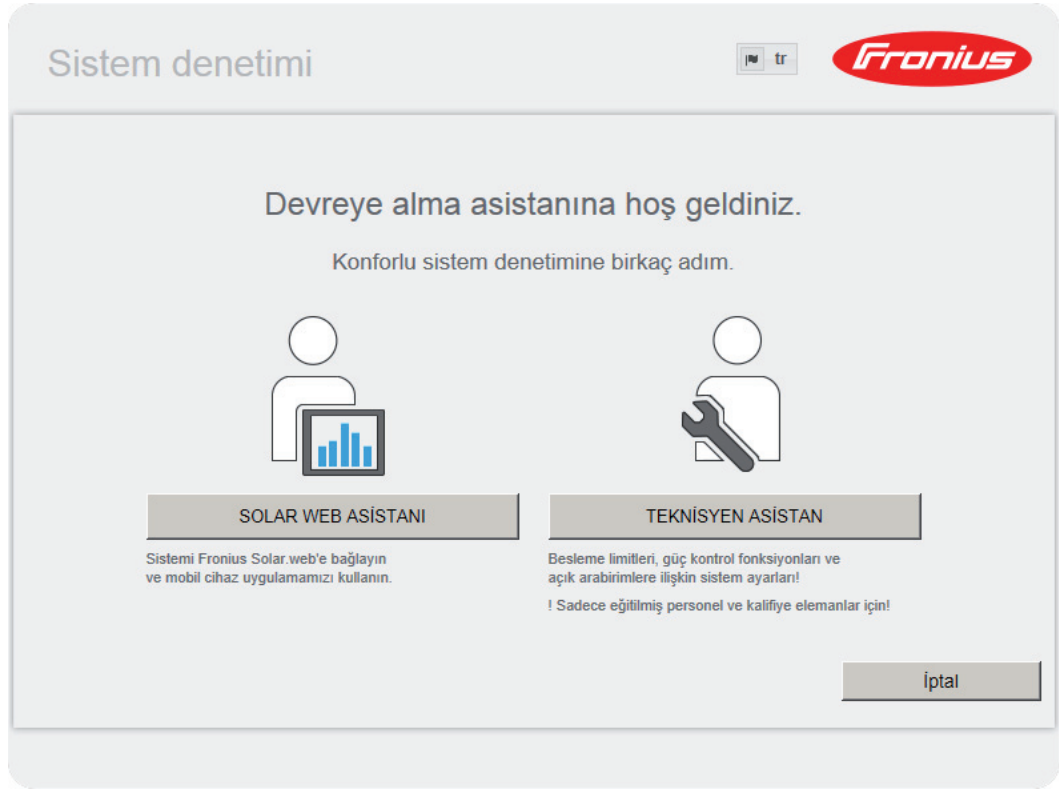 Sistem denetimi
tr
Fronius
Devreye alma asistanına hoş geldiniz.
Konforlu sistem denetimine birkaç adım.
SOLAR WEB ASİSTANI
Sistemi Fronius Solar.web'e bağlayın
ve mobil cihaz uygulamamızı kullanın.
TEKNİSYEN ASİSTAN
Besleme limitleri, güç kontrol fonksiyonları ve
açık arabirimlere ilişkin sistem ayarları!
! Sadece eğitilmiş personel ve kalifiye elemanlar için!
İptal